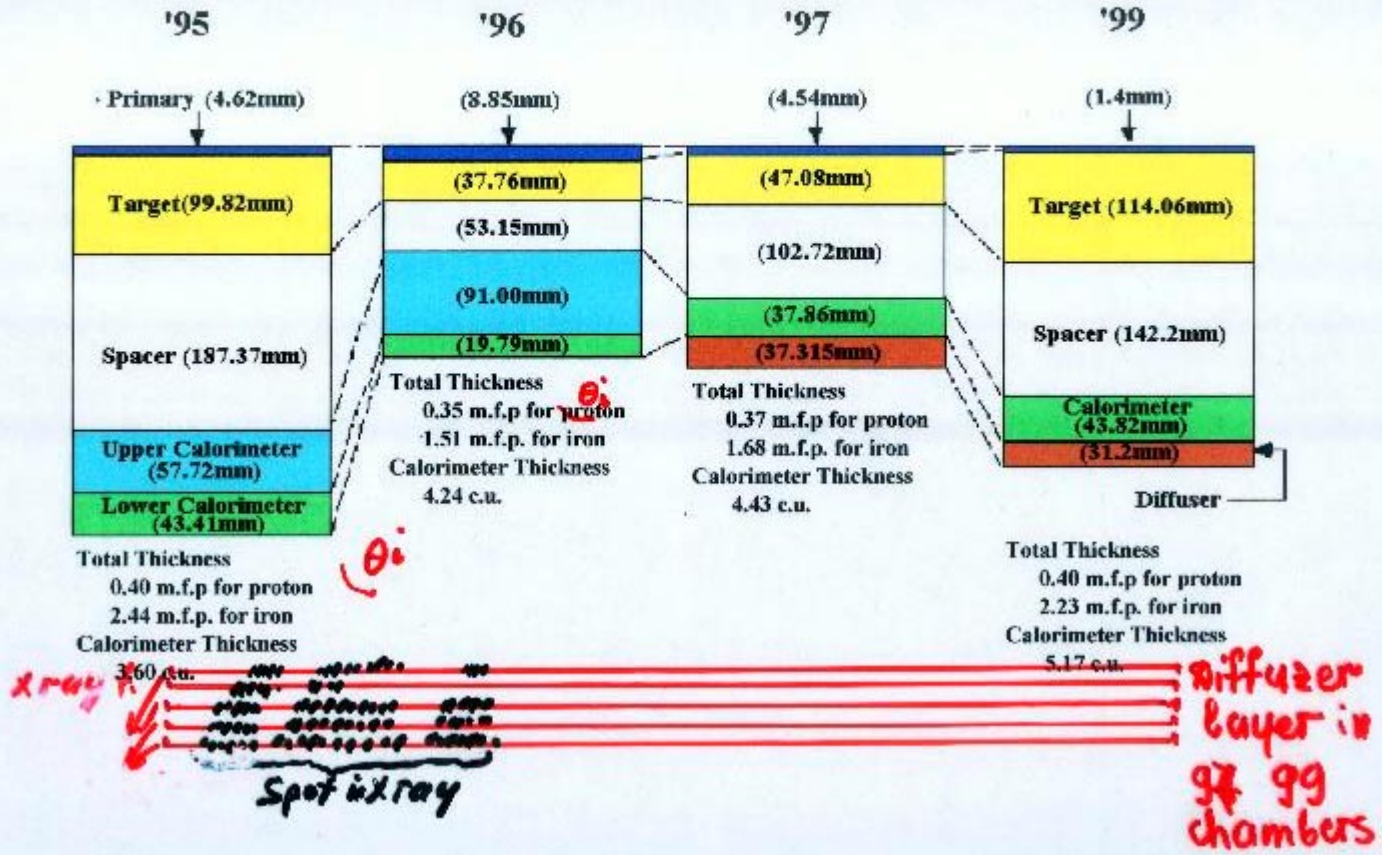 '95 '96 '97 '99
Primary (4.62mm) (8.85mm) (4.54mm) (1.4mm)
Target(99.82mm)
Spacer (187.37mm)
Upper Calorimeter
(57.72mm)
Lower Calorimeter
(43.41mm)
Total Thickness
0.40 m.f.p for proton
2.44 m.f.p. for iron
Calorimeter Thickness
3.60 c.u.
(37.76mm)
(53.15mm)
(91.00mm)
(19.79mm)
Total Thickness
0.35 m.f.p for proton
1.51 m.f.p. for iron
Calorimeter Thickness
4.24 c.u.
(47.08mm)
(102.72mm)
(37.86mm)
(37.315mm)
Total Thickness
0.37 m.f.p for proton
1.68 m.f.p. for iron
Calorimeter Thickness
4.43 c.u.
Target (114.06mm)
Spacer (142.2mm)
Calorimeter
(43.82mm)
(31.2mm)
Diffuser
Total Thickness
0.40 m.f.p for proton
2.23 m.f.p. for iron
Calorimeter Thickness
5.17 c.u.
θi
θi
x ray
Spot in x ray
Diffuzer
layer in
97 99
chambers